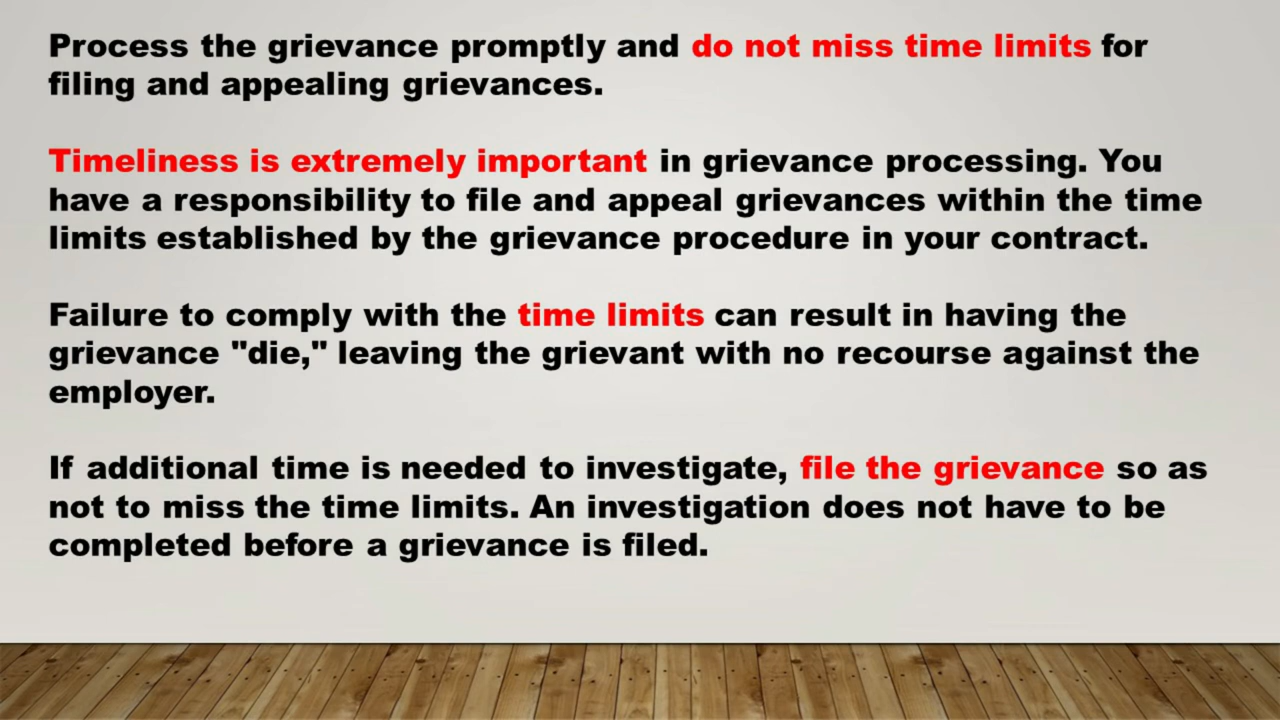 Process the grievance promptly and do not miss time limits for
filing and appealing grievances.
Timeliness is extremely important in grievance processing. You
have a responsibility to file and appeal grievances within the time
limits established by the grievance procedure in your contract.
Failure to comply with the time limits can result in having the
grievance "die," leaving the grievant with no recourse against the
employer.
If additional time is needed to investigate, file the grievance so as
not to miss the time limits. An investigation does not have to be
completed before a grievance is filed.